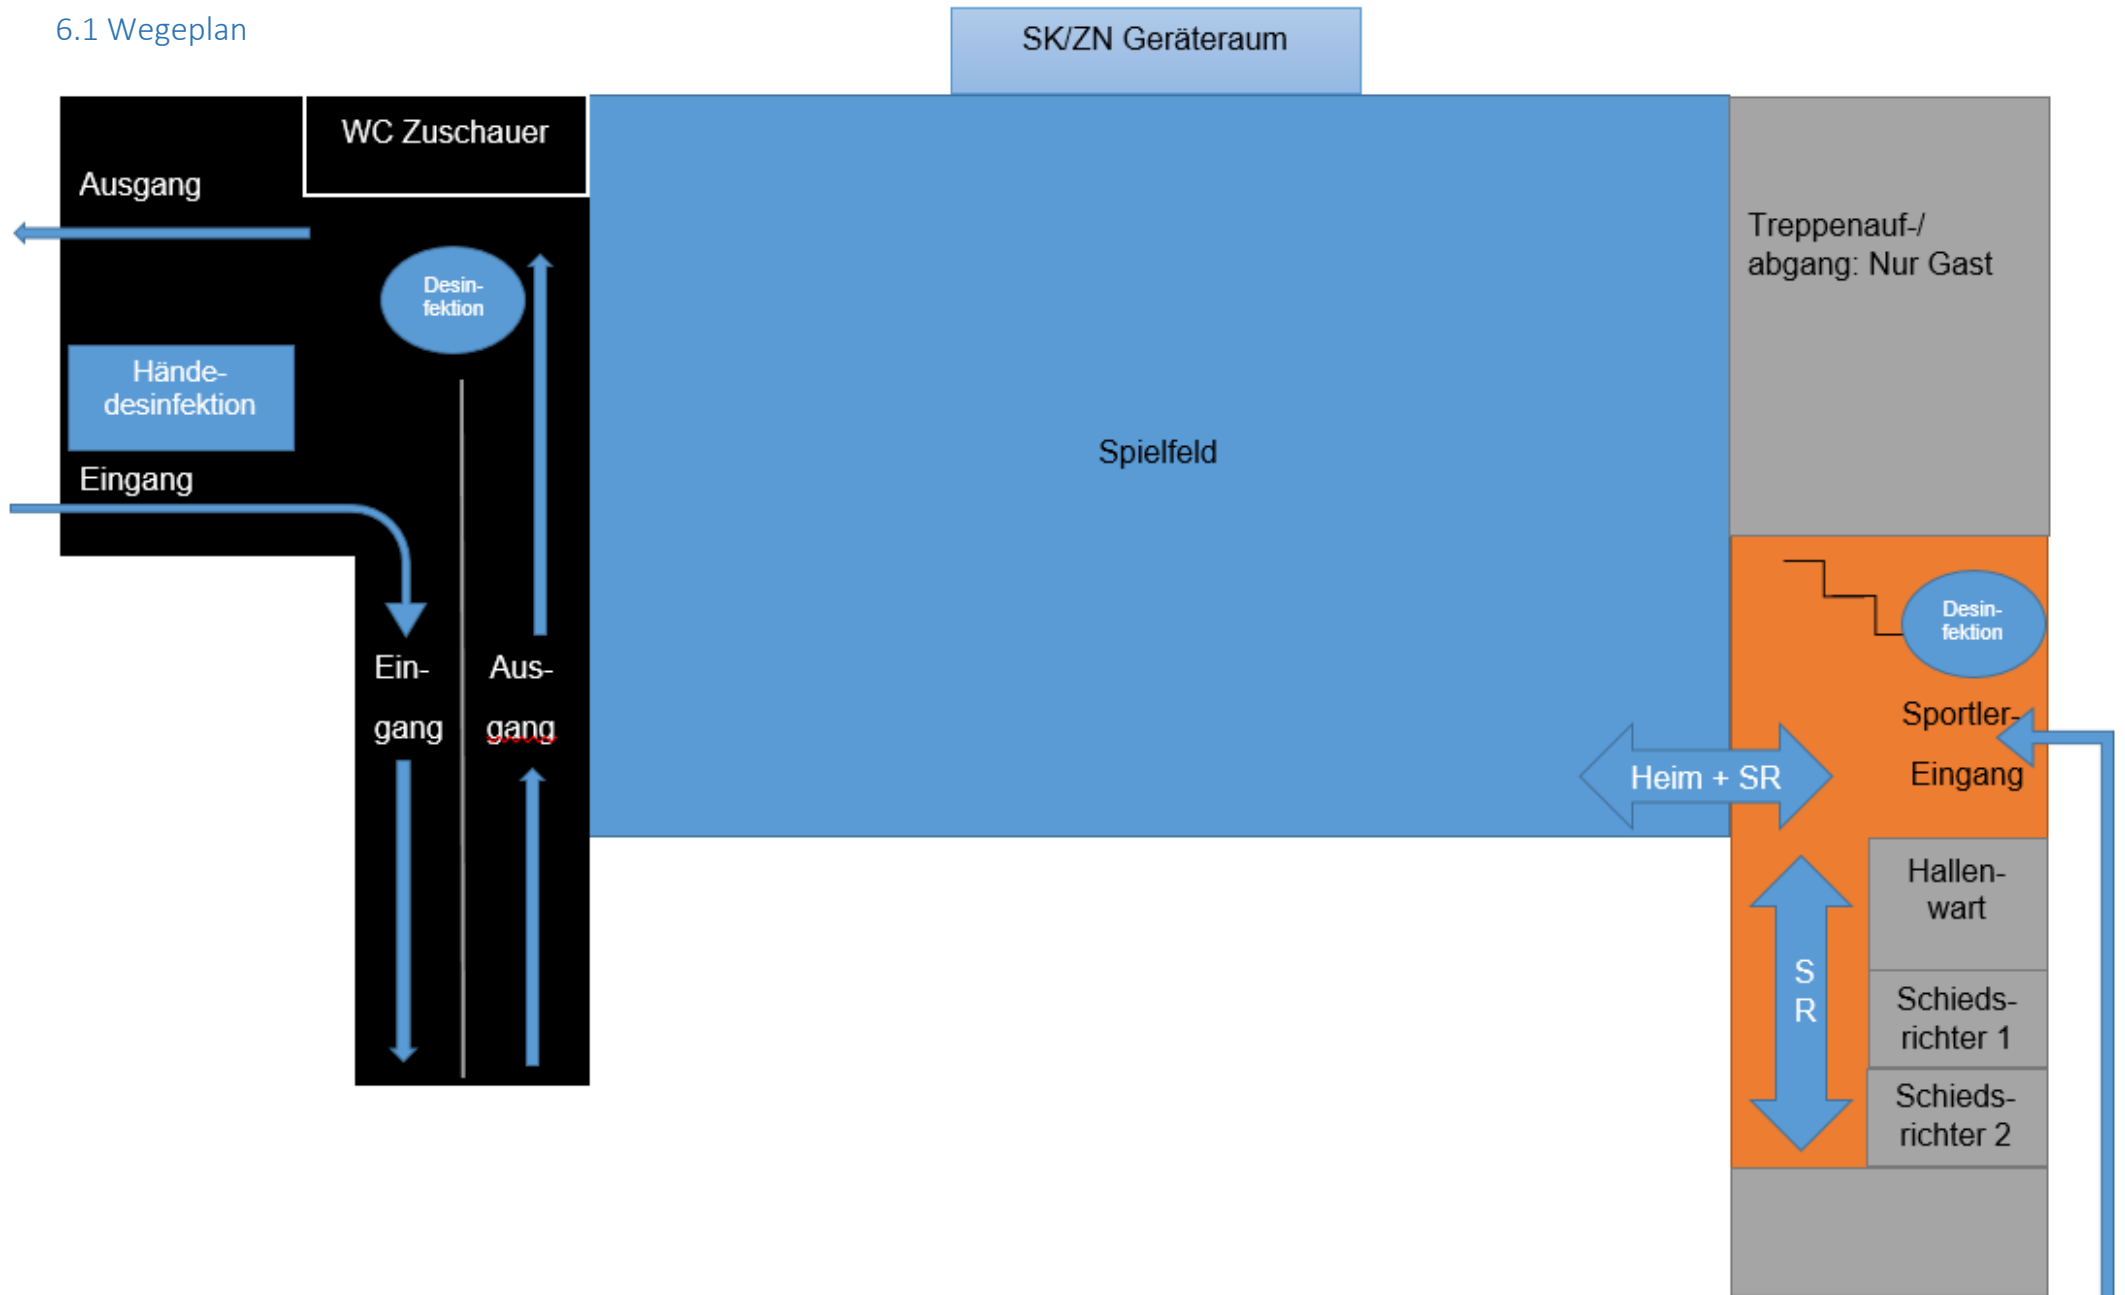 6.1 Wegeplan
SK/ZN Geräteraum
WC Zuschauer
Ausgang
Desin-
fektion
Hände-
desinfektion
Eingang
Ein-
gang
Aus-
gang
Spielfeld
Treppenauf-/
abgang: Nur Gast
Desin-
fektion
Sportler-
Eingang
Heim + SR
Hallen-
wart
S
R
Schieds-
richter 1
Schieds-
richter 2